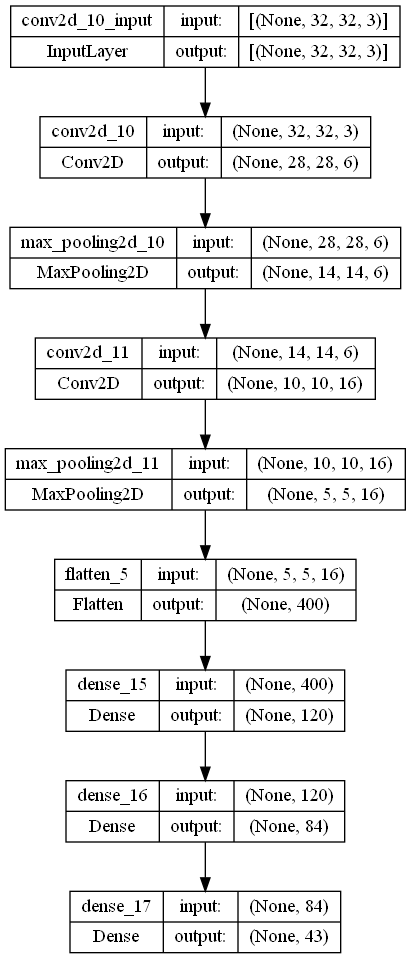 conv2d_10_input input: [(None, 32, 32, 3)]
InputLayer output: [(None, 32, 32, 3)]
conv2d_10 input: (None, 32, 32, 3)
Conv2D output: (None, 28, 28, 6)
max_pooling2d_10 input: (None, 28, 28, 6)
MaxPooling2D output: (None, 14, 14, 6)
conv2d_11 input: (None, 14, 14, 6)
Conv2D output: (None, 10, 10, 16)
max_pooling2d_11 input: (None, 10, 10, 16)
MaxPooling2D output: (None, 5, 5, 16)
flatten_5 input: (None, 5, 5, 16)
Flatten output: (None, 400)
dense_15 input: (None, 400)
Dense output: (None, 120)
dense_16 input: (None, 120)
Dense output: (None, 84)
dense_17 input: (None, 84)
Dense output: (None, 43)